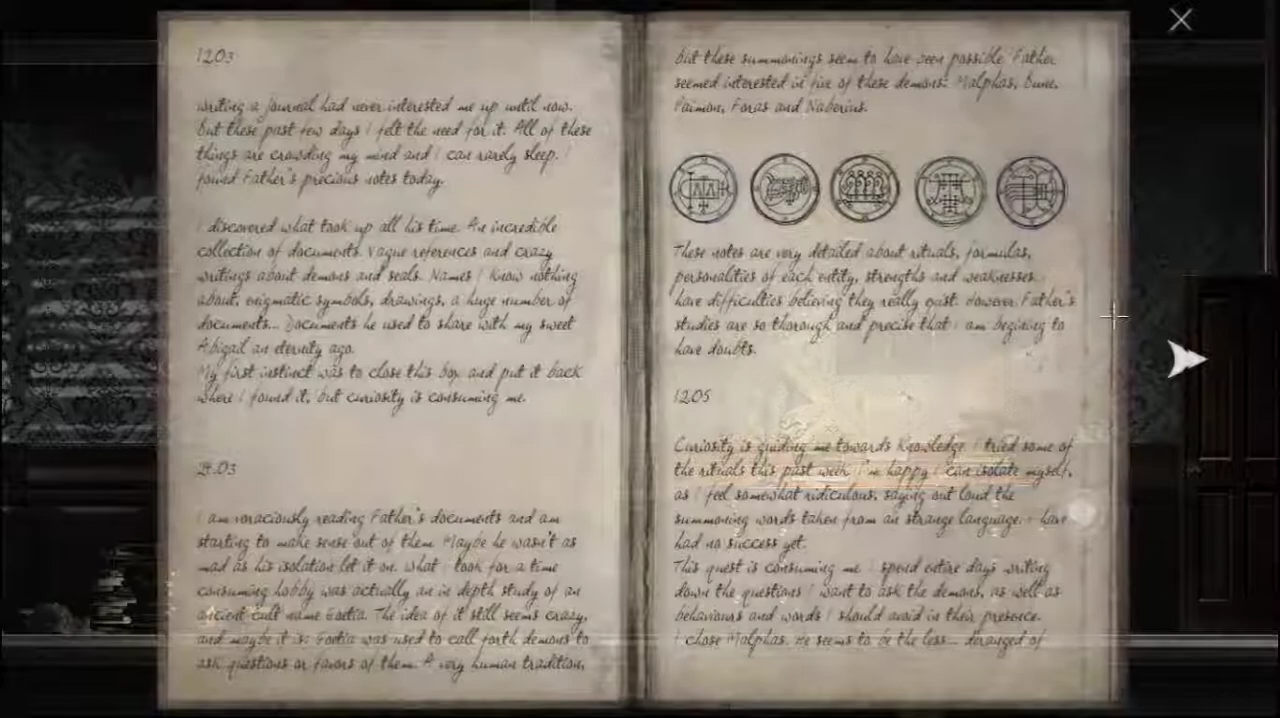 12.03
writing a journal had never interested me up until now.
But these past few days I felt the need for it. All of these
things are crowding my mind and I can rarely sleep. I
found Father's precious notes today.
I discovered what took up all his time. An incredible
collection of documents. Vague references and crazy
writings about demons and seals. Names I know nothing
about, enigmatic symbols, drawings, a huge number of
documents... Documents he used to share with my sweet
Abigail an eternity ago.
My first instinct was to close this box and put it back
where I found it, but curiosity is consuming me.
29.03
I am voraciously reading Father's documents and am
starting to make sense out of them. Maybe he wasn't as
mad as his isolation let it on. what I took for a time
consuming hobby was actually an in depth study of an
ancient cult name Goetia. The idea of it still seems crazy,
and maybe it is. Goetia was used to call forth demons to
ask questions or favors of them. A very human tradition,
but these summonings seem to have been possible. Father
seemed interested in five of these demons: Malphas, Bune,
Paimon, Foras and Naberius.
These notes are very detailed about rituals, formulas,
personalities of each entity, strengths and weaknesses. I
have difficulties believing they really exist. However Father's
studies are so thorough and precise that I am begining to
have doubts.
12.05
Curiosity is guiding me towards Knowledge. I tried some of
the rituals this past week. I'm happy I can isolate myself,
as I feel somewhat ridiculous, saying out loud the
summoning words taken from an strange language. I have
had no success yet.
This quest is consuming me. I spend entire days writing
down the questions I want to ask the demons, as well as
behaviours and words I should avoid in their presence.
I chose Malphas. He seems to be the less... deranged of